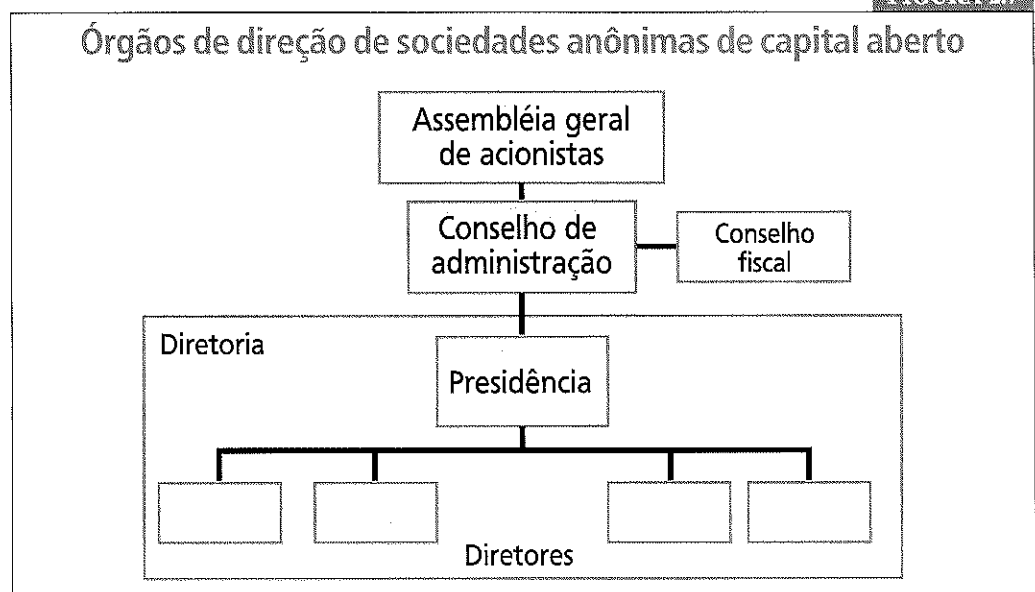 Órgãos de direção de sociedades anônimas de capital aberto
Assembléia geral
de acionistas
Conselho de
administração
Conselho
fiscal
Diretoria
Presidência
Diretores